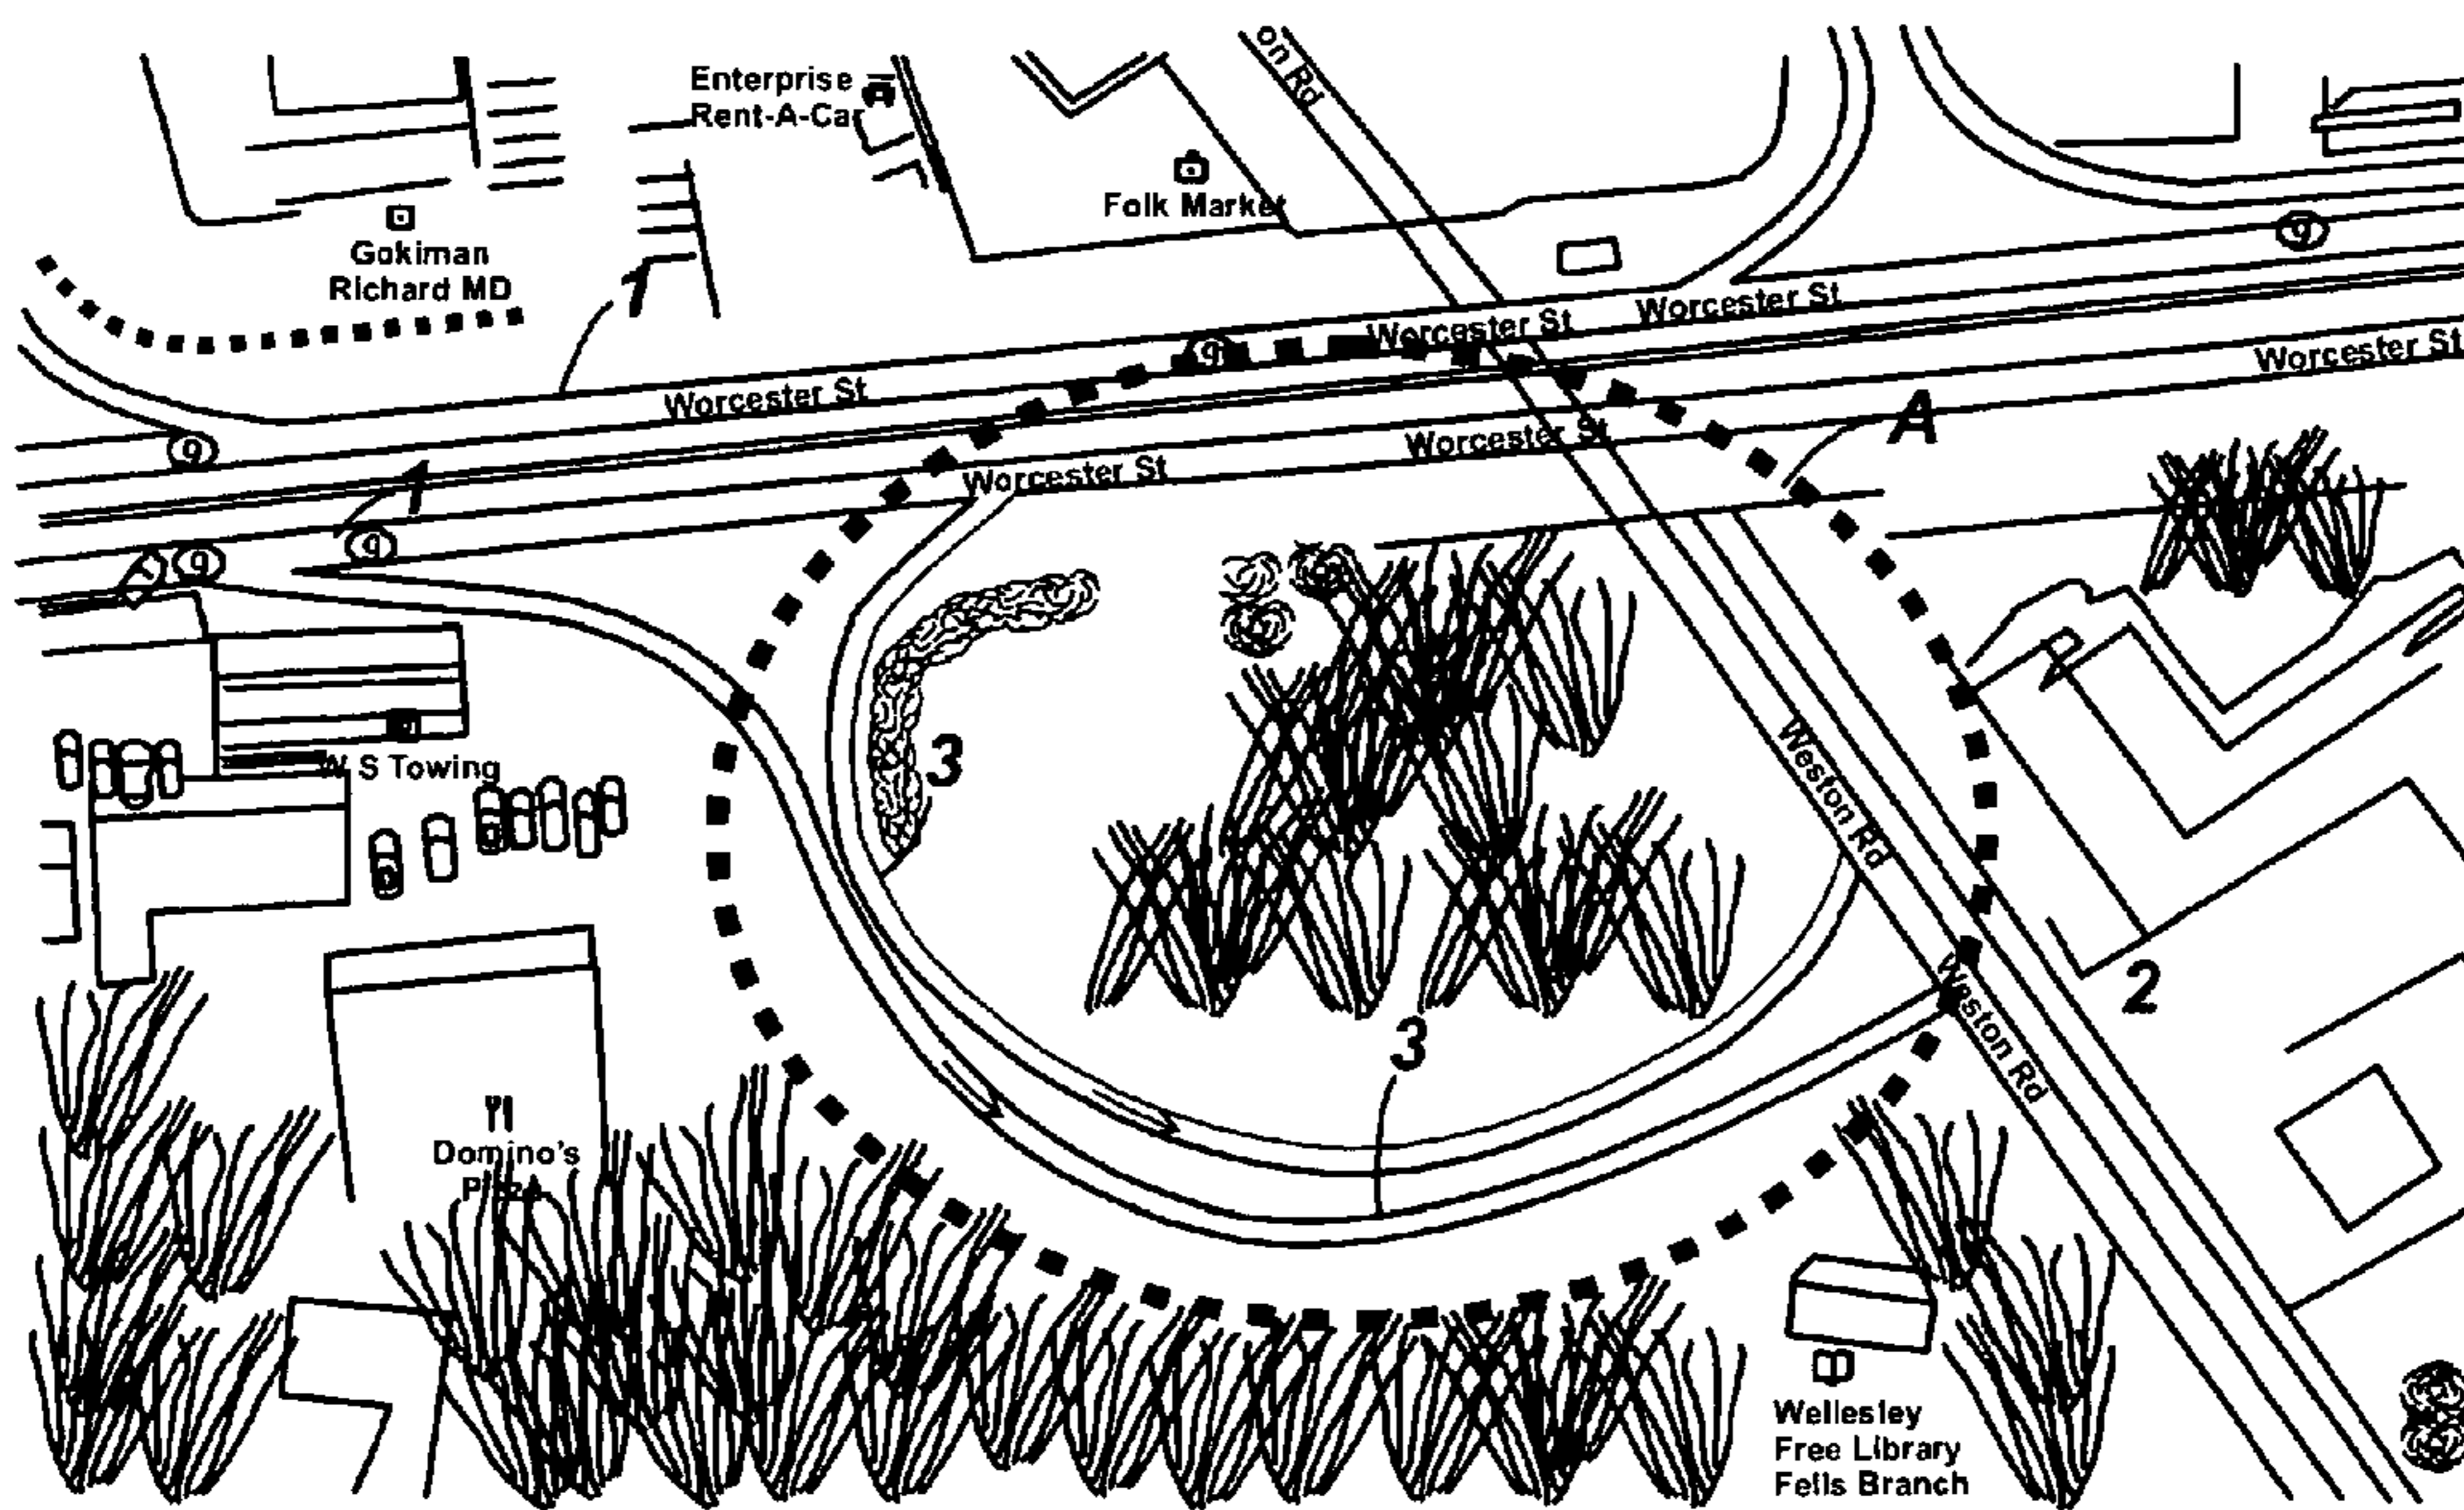 on Rd
Enterprise
Rent-A-Car
Folk Market
Gokiman
Richard MD
1
9
9
Worcester St
Worcester St
Worcester St
Worcester St
A
Worcester St
Worcester St
9
1
9
9
W S Towing
3
Weston Rd
2
Weston Rd
3
Domino's
Wellesley
Free Library
Fells Branch